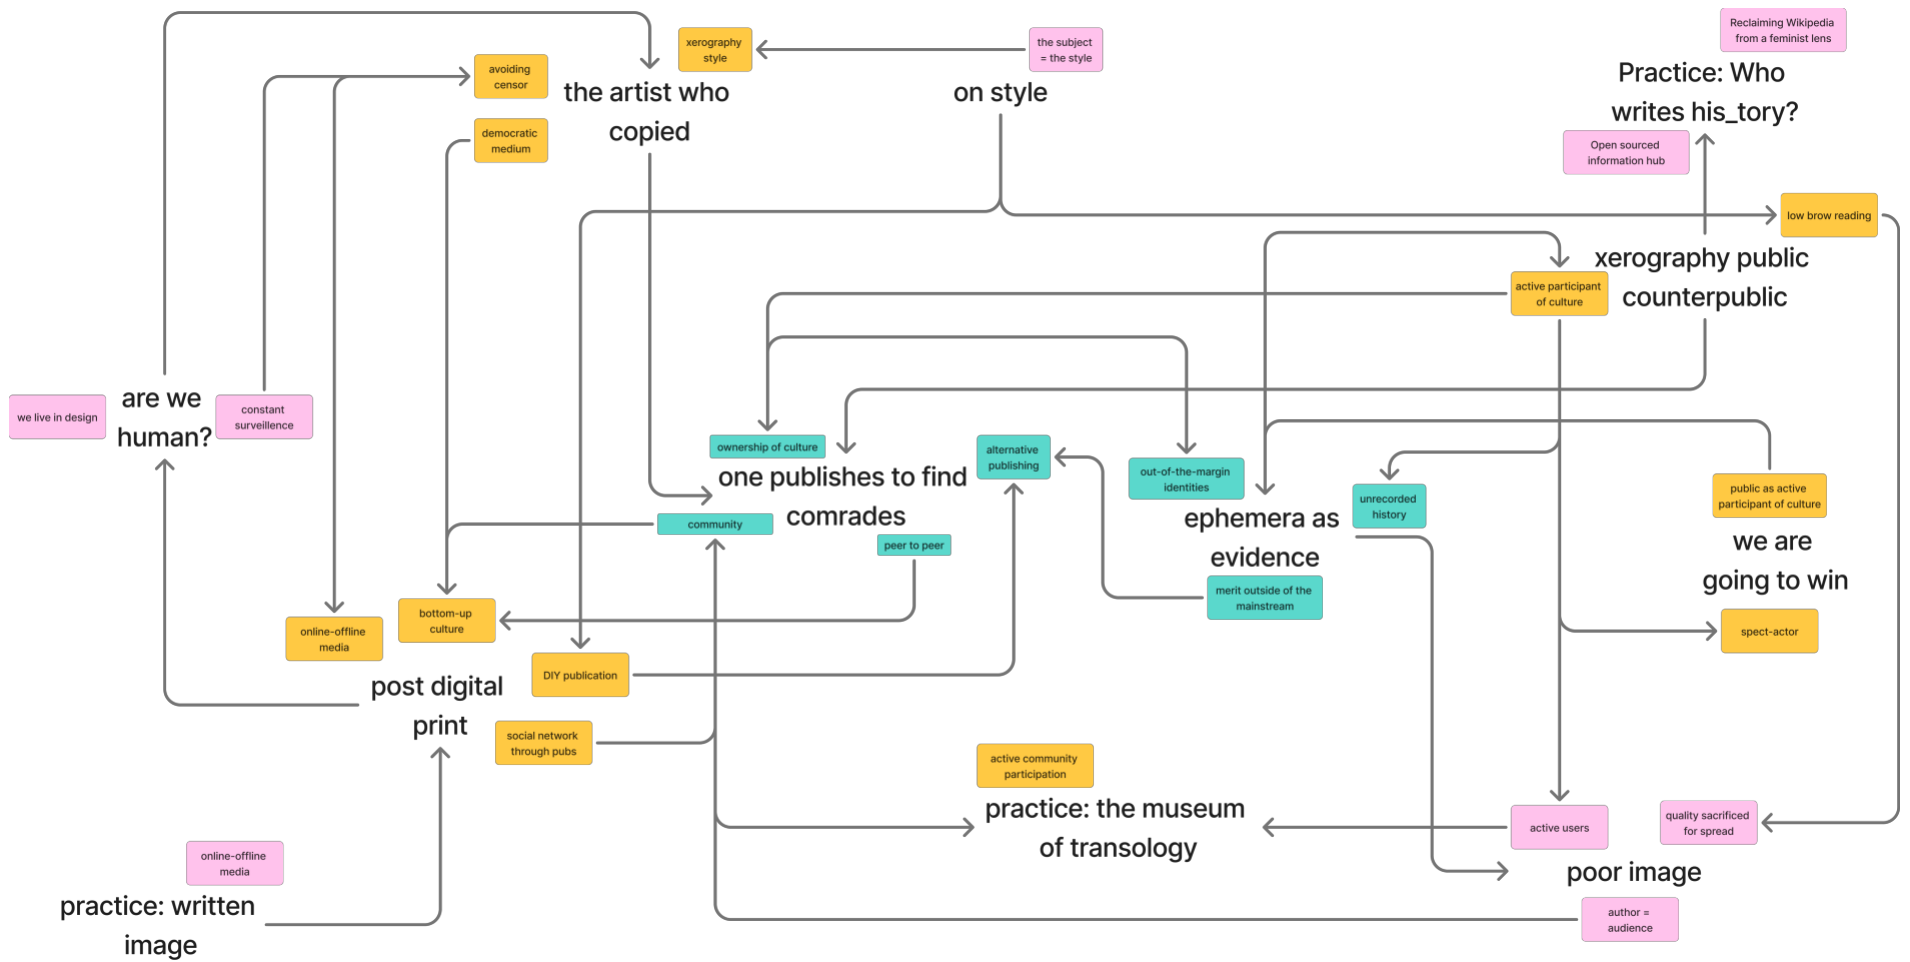 Reclaiming Wikipedia
from a feminist lens
xerography
style
the subject
= the style
avoiding
censor
Practice: Who
writes his_tory?
the artist who
copied
on style
democratic
medium
Open sourced
information hub
low brow reading
xerography public
counterpublic
active participant
of culture
we live in design
are we
human?
constant
surveillence
ownership of culture
one publishes to find
comrades
alternative
publishing
out-of-the-margin
identities
unrecorded
history
public as active
participant of culture
community
ephemera as
evidence
peer to peer
we are
going to win
merit outside of the
mainstream
bottom-up
culture
online-offline
media
spect-actor
DIY publication
post digital
print
social network
through pubs
active community
participation
practice: the museum
of transology
active users
quality sacrificed
for spread
poor image
online-offline
media
practice: written
image
author =
audience